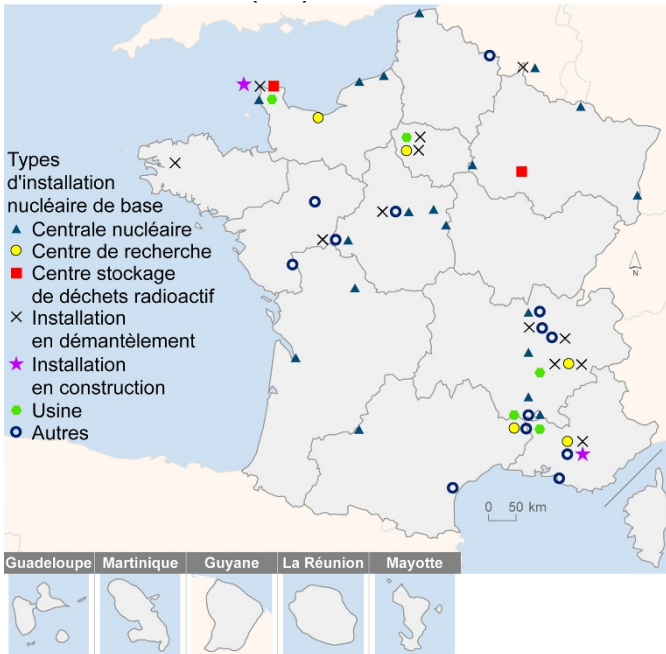 Types
d'installation
nucléaire de base
Centrale nucléaire
Centre de recherche
Centre stockage
de déchets radioactif
Installation
en démantèlement
Installation
en construction
Usine
Autres
N
0 50 km
Guadeloupe Martinique Guyane La Réunion Mayotte